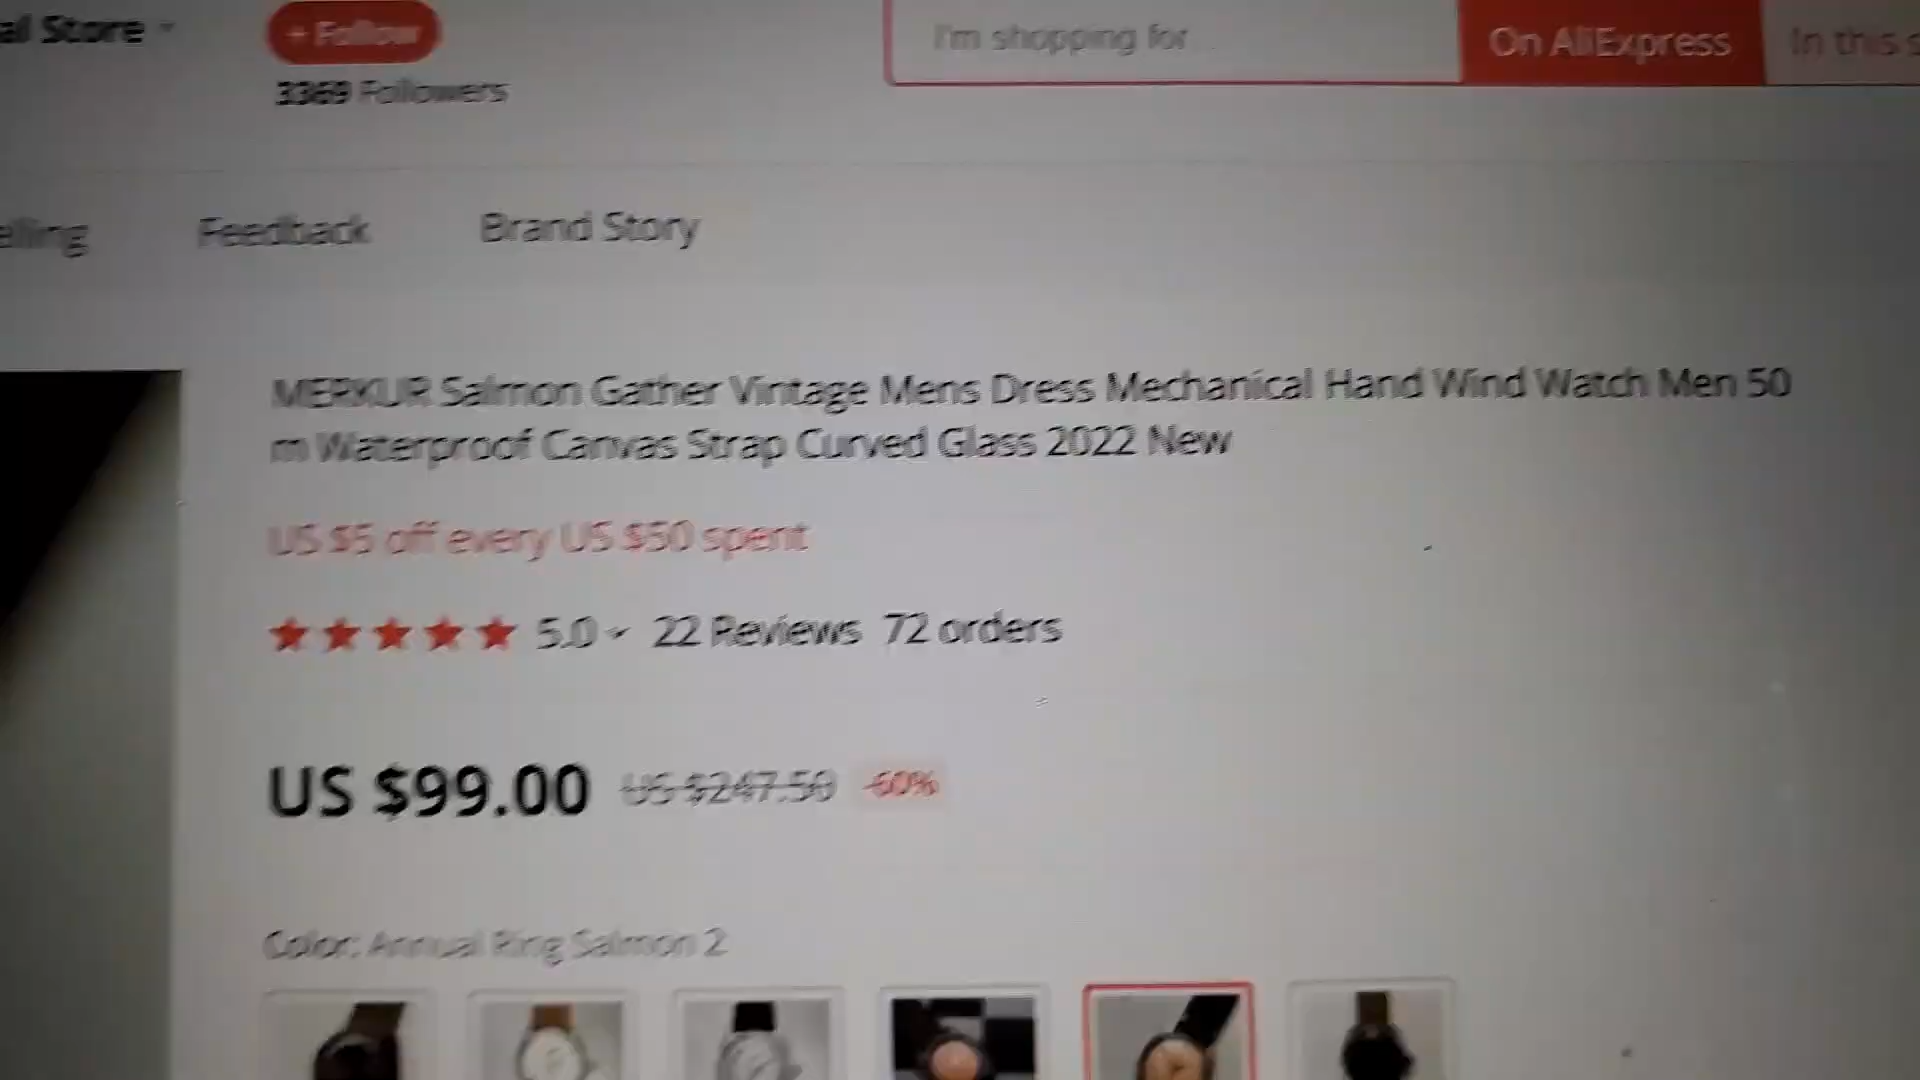 al Store
+ Follow
I'm shopping for
On AliExpress
In this s
3369 Followers
elling
Feedback
Brand Story
MERKUR Salmon Gather Vintage Mens Dress Mechanical Hand Wind Watch Men 50
m Waterproof Canvas Strap Curved Glass 2022 New
US $5 off every US $50 spent
5.0 22 Reviews 72 orders
US $99.00 US $247.50 -60%
Color: Annual Ring Salmon 2